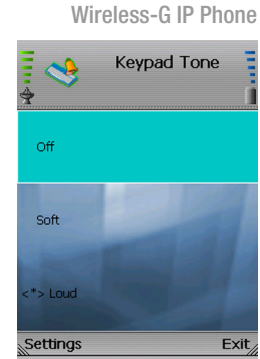 Wireless-G IP Phone
Keypad Tone
Off
Soft
<*> Loud
Settings Exit